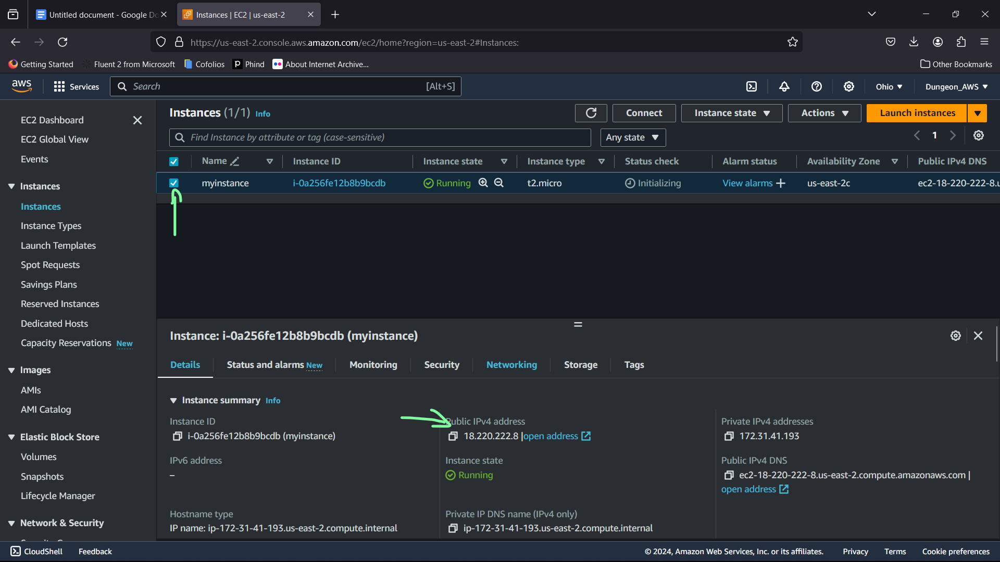 Untitled document - Google Do
Instances | EC2 | us-east-2
https://us-east-2.console.aws.amazon.com/ec2/home?region=us-east-2#Instances:
Getting Started
Fluent 2 from Microsoft
Cofolios
Phind
About Internet Archive...
Other Bookmarks
aws
Services
Search
[Alt+S]
Ohio
Dungeon_AWS
EC2 Dashboard
EC2 Global View
Events
Instances
Instances
Instance Types
Launch Templates
Spot Requests
Savings Plans
Reserved Instances
Dedicated Hosts
Capacity Reservations New
Images
AMIs
AMI Catalog
Elastic Block Store
Volumes
Snapshots
Lifecycle Manager
Network & Security
Instances (1/1) Info
Connect
Instance state
Actions
Launch instances
Find Instance by attribute or tag (case-sensitive)
Any state
1
Name
Instance ID
Instance state
Instance type
Status check
Alarm status
Availability Zone
Public IPv4 DNS
myinstance
i-0a256fe12b8b9bcdb
Running
t2.micro
Initializing
View alarms
us-east-2c
ec2-18-220-222-8.u
Instance: i-0a256fe12b8b9bcdb (myinstance)
Details
Status and alarms New
Monitoring
Security
Networking
Storage
Tags
Instance summary Info
Instance ID
i-0a256fe12b8b9bcdb (myinstance)
Public IPv4 address
18.220.222.8 |open address
Private IPv4 addresses
172.31.41.193
IPv6 address
–
Instance state
Running
Public IPv4 DNS
ec2-18-220-222-8.us-east-2.compute.amazonaws.com |
open address
Hostname type
IP name: ip-172-31-41-193.us-east-2.compute.internal
Private IP DNS name (IPv4 only)
ip-172-31-41-193.us-east-2.compute.internal
CloudShell
Feedback
© 2024, Amazon Web Services, Inc. or its affiliates.
Privacy
Terms
Cookie preferences